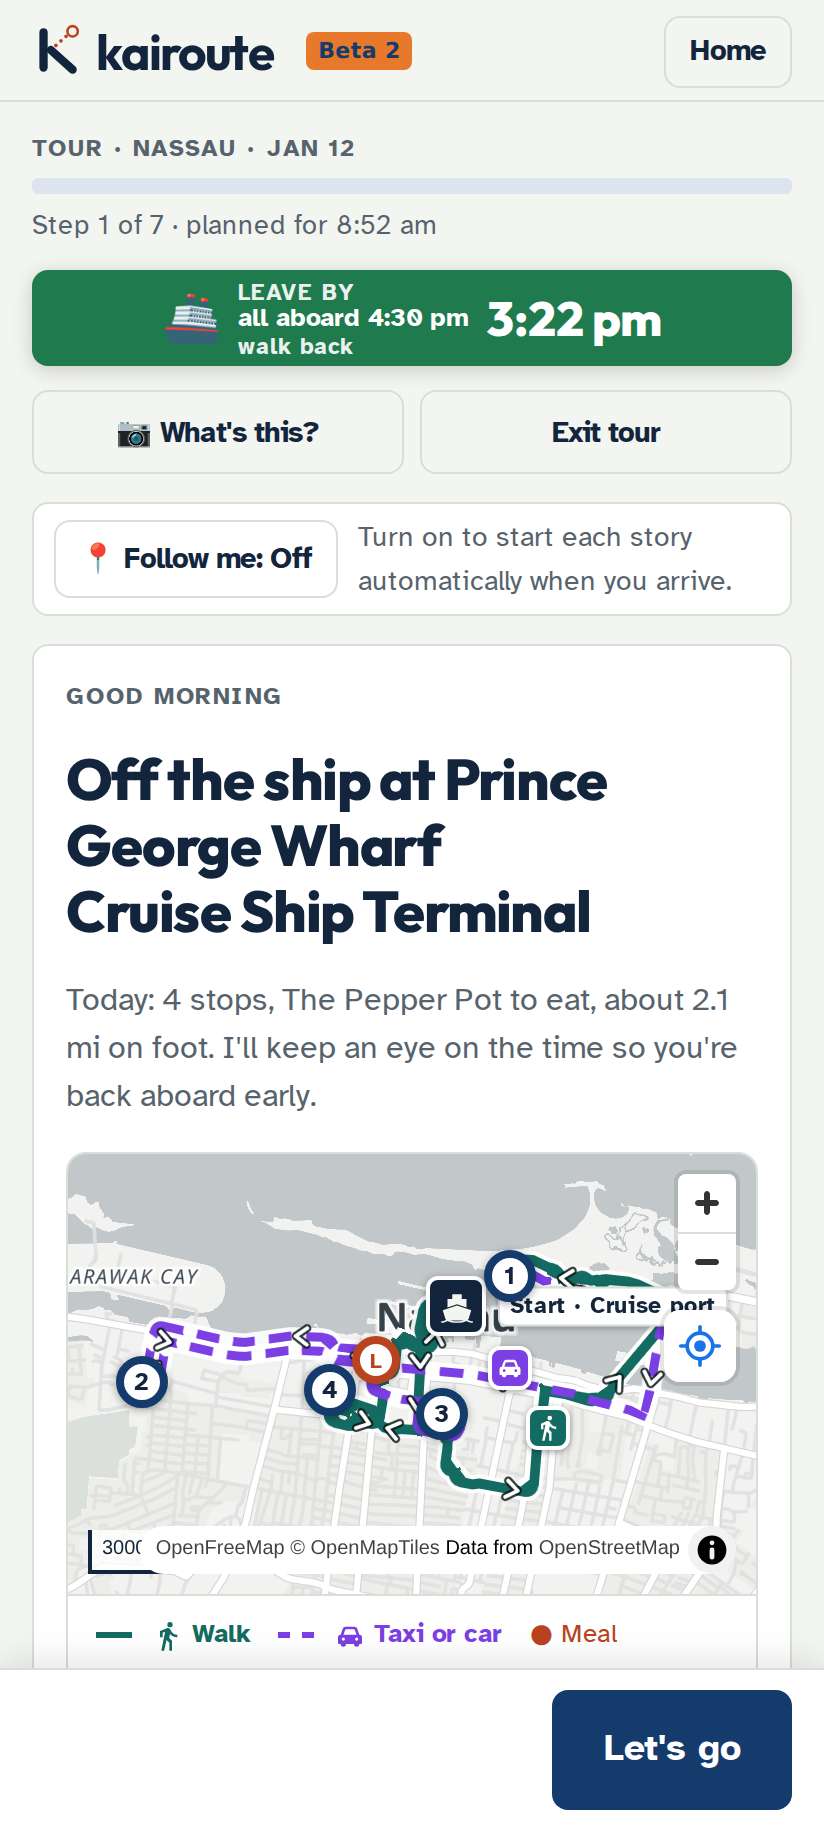 kairoute
Beta 2
Home
TOUR · NASSAU · JAN 12
Step 1 of 7 · planned for 8:52 am
LEAVE BY
all aboard 4:30 pm
walk back
3:22 pm
What's this?
Exit tour
Follow me: Off
Turn on to start each story
automatically when you arrive.
GOOD MORNING
Off the ship at Prince
George Wharf
Cruise Ship Terminal
Today: 4 stops, The Pepper Pot to eat, about 2.1
mi on foot. I'll keep an eye on the time so you're
back aboard early.
+
−
ARAWAK CAY
1
Start · Cruise port
L
2
4
3
OpenFreeMap © OpenMapTiles Data from OpenStreetMap
Walk
Taxi or car
Meal
Let's go